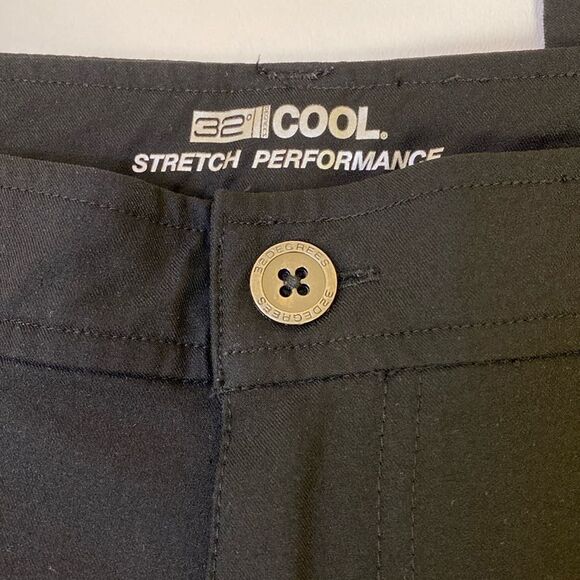 32° COOL
STRETCH PERFORMANCE
32DEGREES
32DEGREES